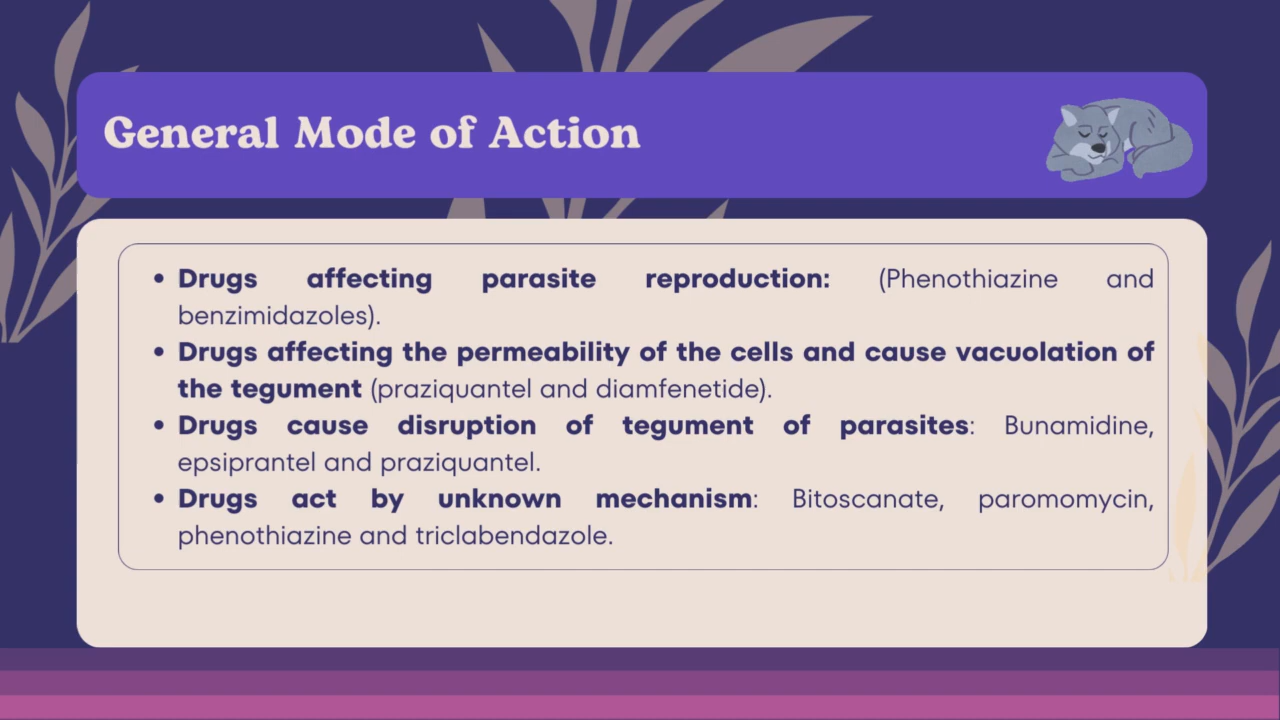 General Mode of Action
• Drugs affecting parasite reproduction: (Phenothiazine and
benzimidazoles).
• Drugs affecting the permeability of the cells and cause vacuolation of
the tegument (praziquantel and diamfenetide).
• Drugs cause disruption of tegument of parasites: Bunamidine,
epsiprantel and praziquantel.
• Drugs act by unknown mechanism: Bitoscanate, paromomycin,
phenothiazine and triclabendazole.